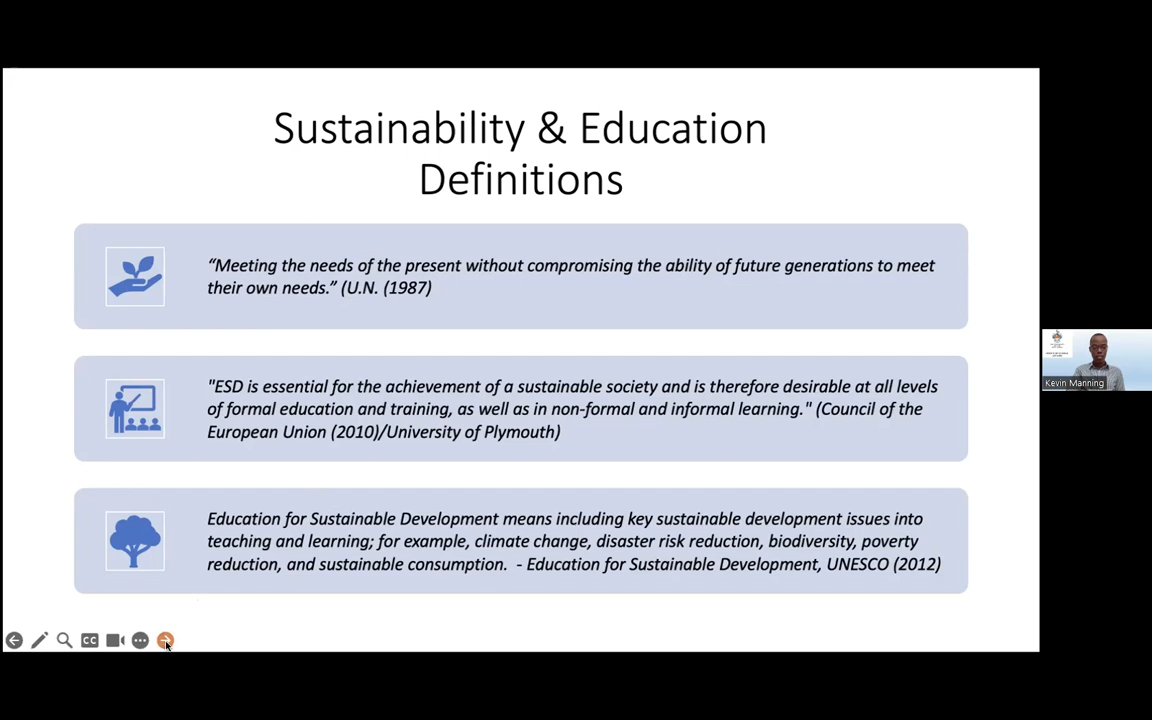 Sustainability & Education
Definitions
“Meeting the needs of the present without compromising the ability of future generations to meet
their own needs.” (U.N. (1987)
"ESD is essential for the achievement of a sustainable society and is therefore desirable at all levels
of formal education and training, as well as in non-formal and informal learning." (Council of the
European Union (2010)/University of Plymouth)
Education for Sustainable Development means including key sustainable development issues into
teaching and learning; for example, climate change, disaster risk reduction, biodiversity, poverty
reduction, and sustainable consumption.  - Education for Sustainable Development, UNESCO (2012)
CC
Kevin Manning